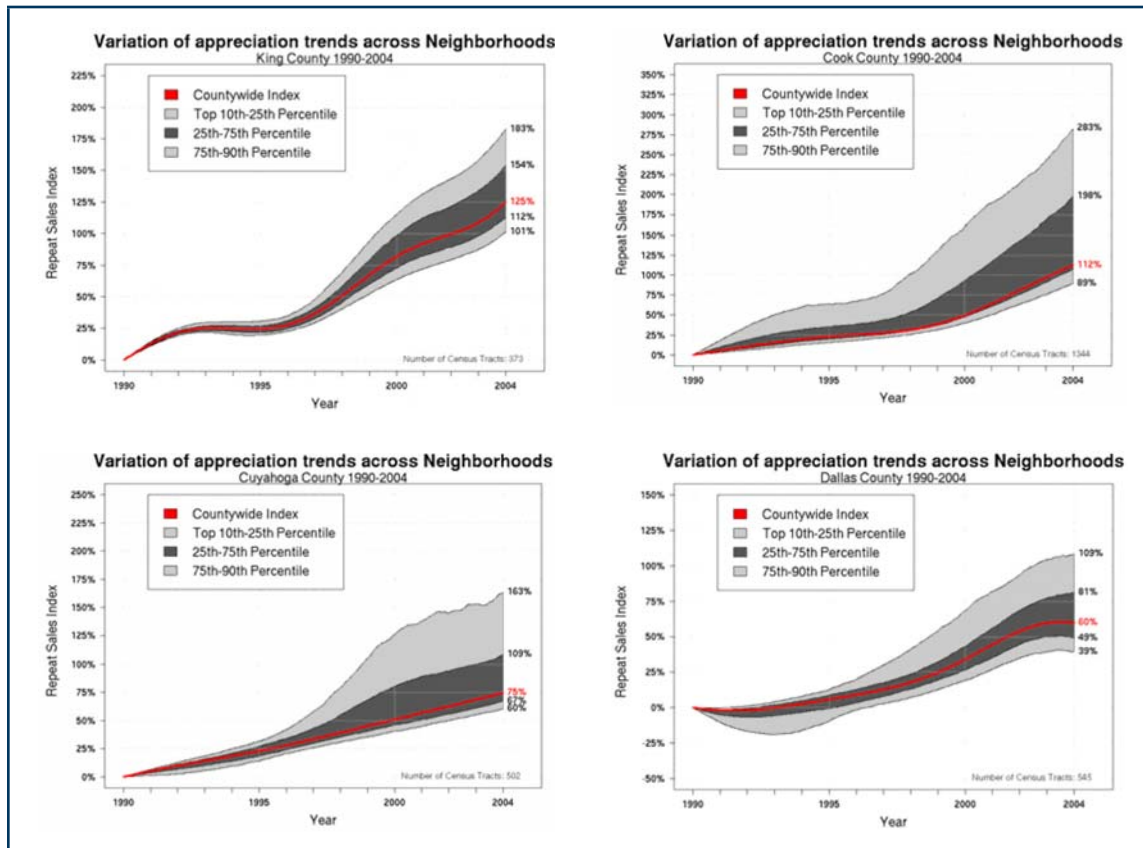 Variation of appreciation trends across Neighborhoods
King County 1990-2004
225%
200%
175%
150%
125%
100%
75%
50%
25%
0%
Repeat Sales Index
Countywide Index
Top 10th-25th Percentile
25th-75th Percentile
75th-90th Percentile
183%
154%
125%
112%
101%
Number of Census Tracts: 373
1990
1995
2000
2004
Year
Variation of appreciation trends across Neighborhoods
Cook County 1990-2004
350%
325%
300%
275%
250%
225%
200%
175%
150%
125%
100%
75%
50%
25%
0%
Repeat Sales Index
Countywide Index
Top 10th-25th Percentile
25th-75th Percentile
75th-90th Percentile
283%
198%
112%
89%
Number of Census Tracts: 1344
1990
1995
2000
2004
Year
Variation of appreciation trends across Neighborhoods
Cuyahoga County 1990-2004
250%
225%
200%
175%
150%
125%
100%
75%
50%
25%
0%
Repeat Sales Index
Countywide Index
Top 10th-25th Percentile
25th-75th Percentile
75th-90th Percentile
163%
109%
75%
67%
60%
Number of Census Tracts: 502
1990
1995
2000
2004
Year
Variation of appreciation trends across Neighborhoods
Dallas County 1990-2004
150%
125%
100%
75%
50%
25%
0%
-25%
-50%
Repeat Sales Index
Countywide Index
Top 10th-25th Percentile
25th-75th Percentile
75th-90th Percentile
109%
81%
60%
49%
39%
Number of Census Tracts: 545
1990
1995
2000
2004
Year